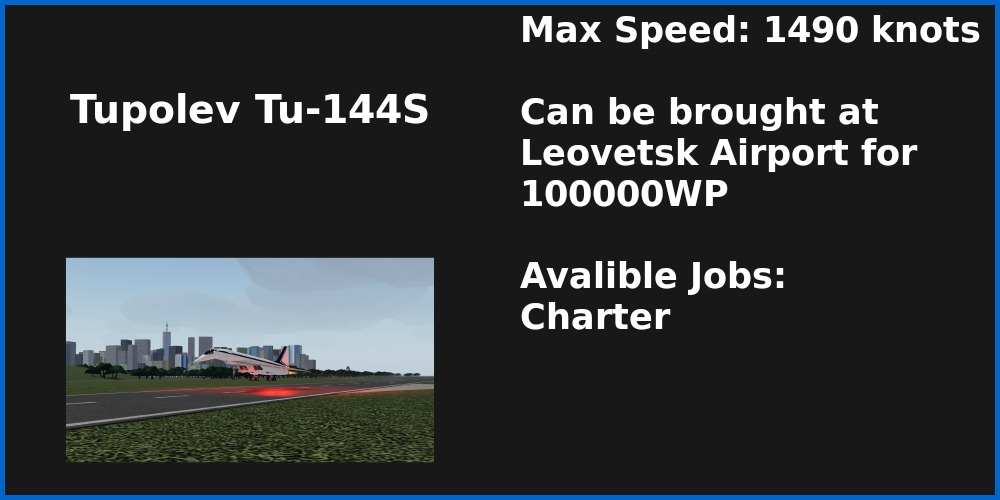 Tupolev Tu-144S
Max Speed: 1490 knots
Can be brought at
Leovetsk Airport for
100000WP
Avalible Jobs:
Charter